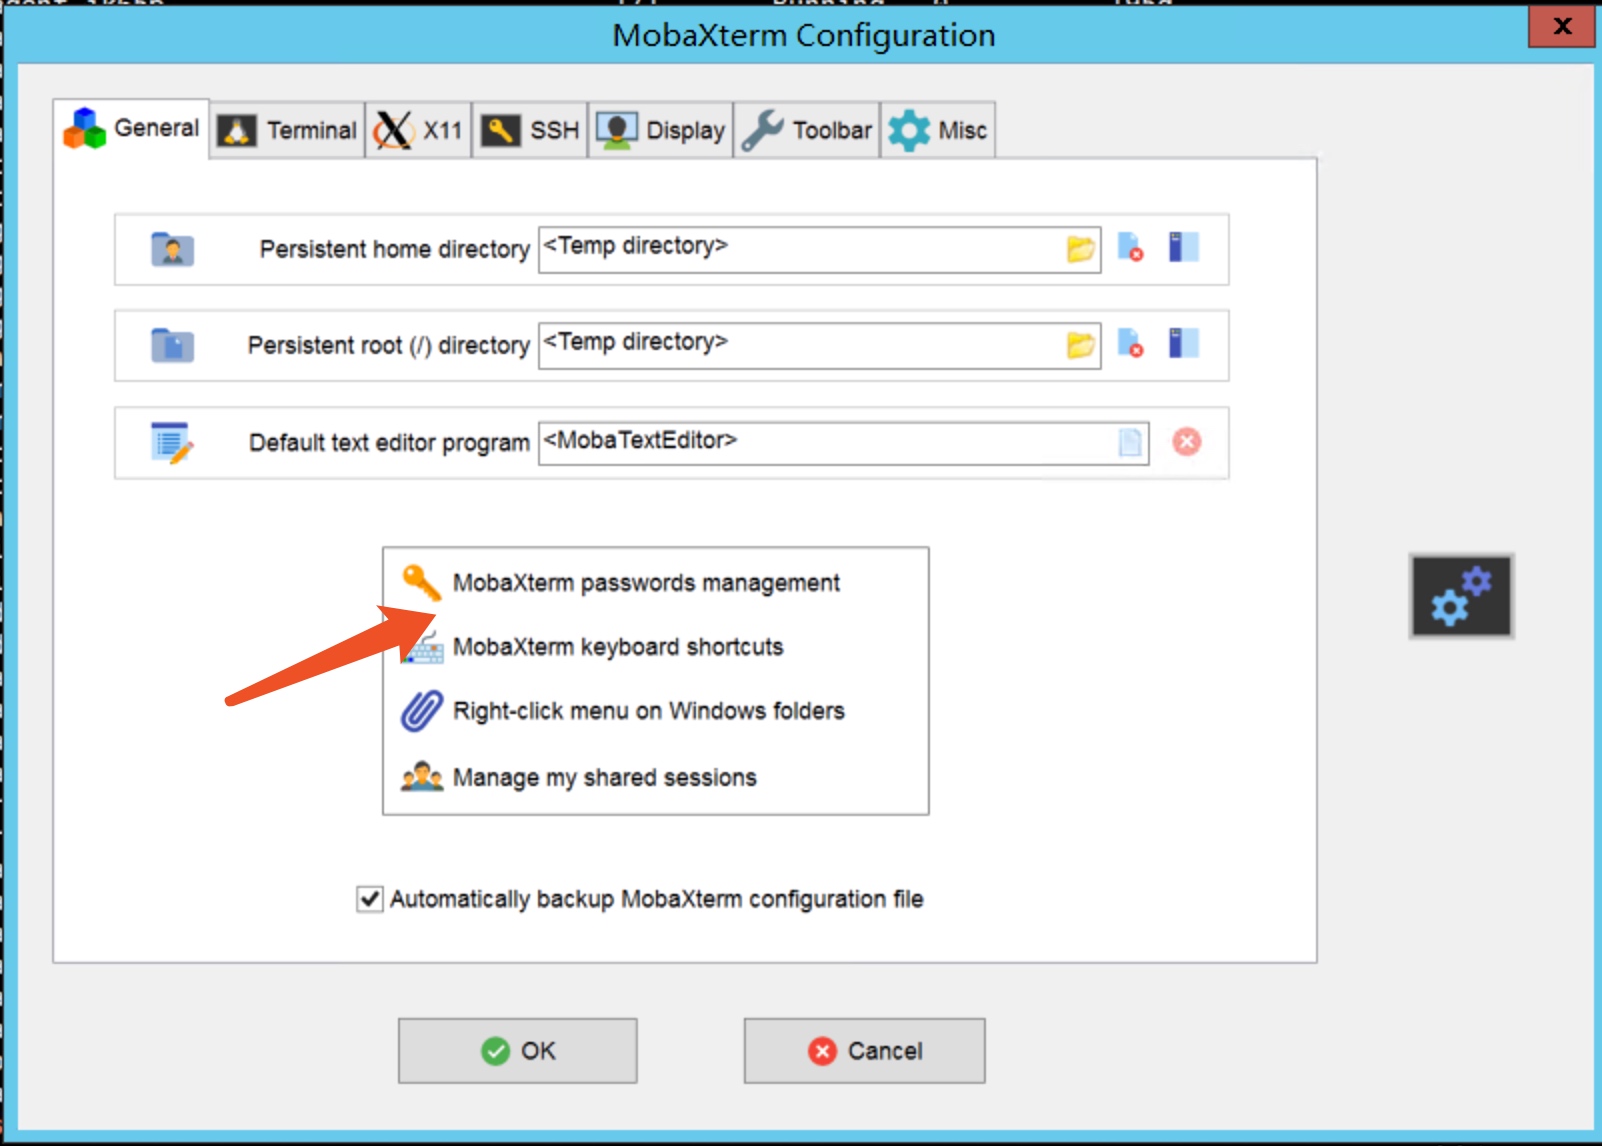 MobaXterm Configuration
x
General
Terminal
X11
SSH
Display
Toolbar
Misc
Persistent home directory
<Temp directory>
Persistent root (/) directory
<Temp directory>
Default text editor program
<MobaTextEditor>
MobaXterm passwords management
MobaXterm keyboard shortcuts
Right-click menu on Windows folders
Manage my shared sessions
Automatically backup MobaXterm configuration file
OK
Cancel